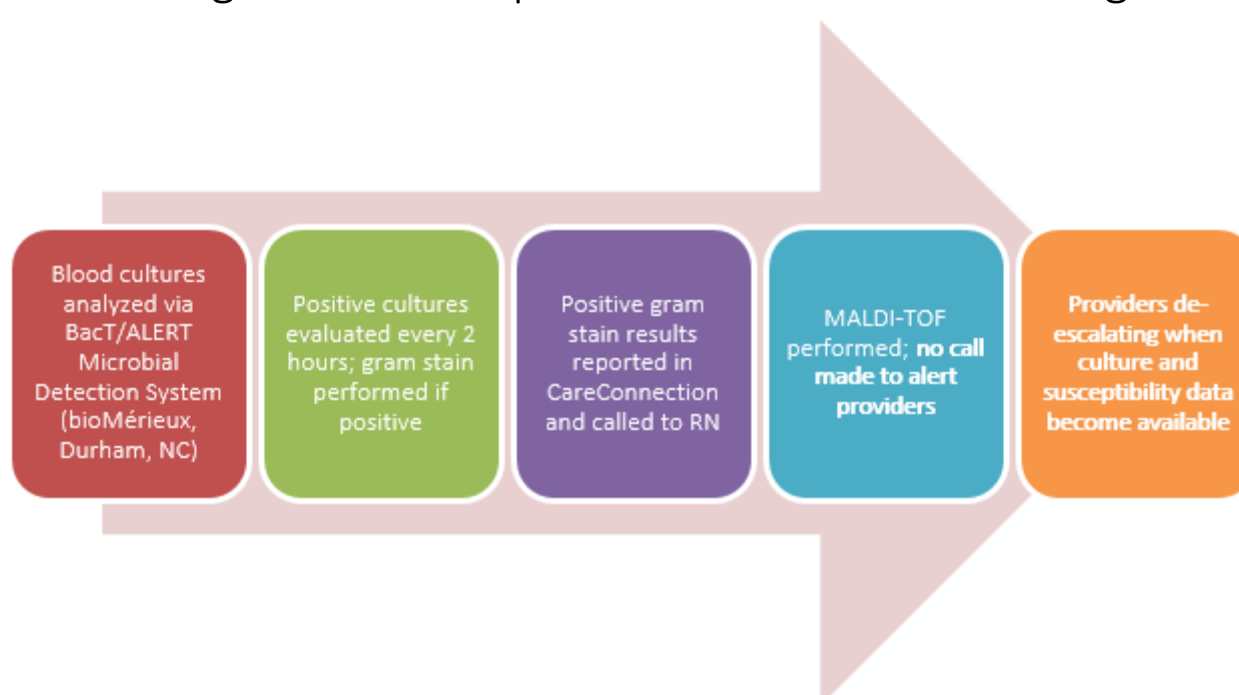 Blood cultures
analyzed via
BacT/ALERT
Microbial
Detection System
(bioMérieux,
Durham, NC)
Positive cultures
evaluated every 2
hours; gram stain
performed if
positive
Positive gram
stain results
reported in
CareConnection
and called to RN
MALDI-TOF
performed; no call
made to alert
providers
Providers de-
escalating when
culture and
susceptibility data
become available